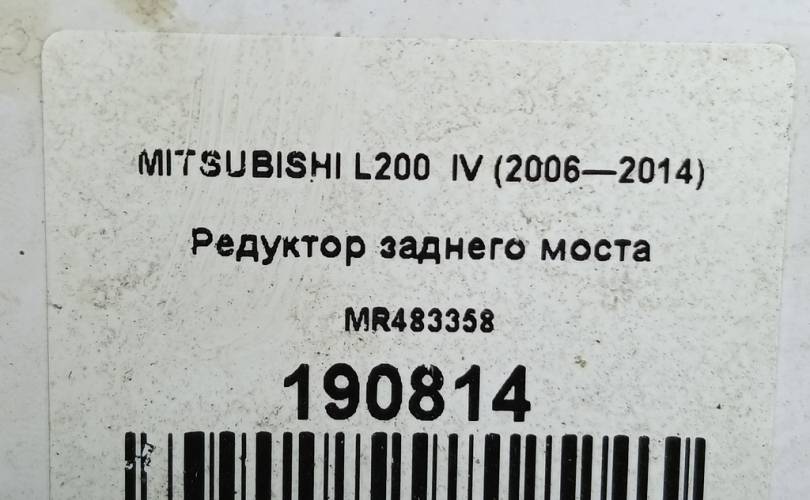 MITSUBISHI L200 IV (2006—2014)
Редуктор заднего моста
MR483358
190814